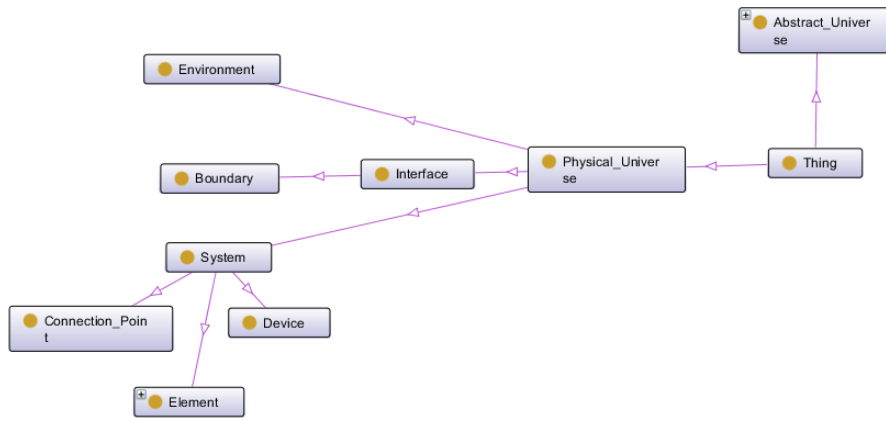 Abstract_Univer
se
Environment
Physical_Univer
se
Thing
Boundary
Interface
System
Connection_Poin
t
Device
Element